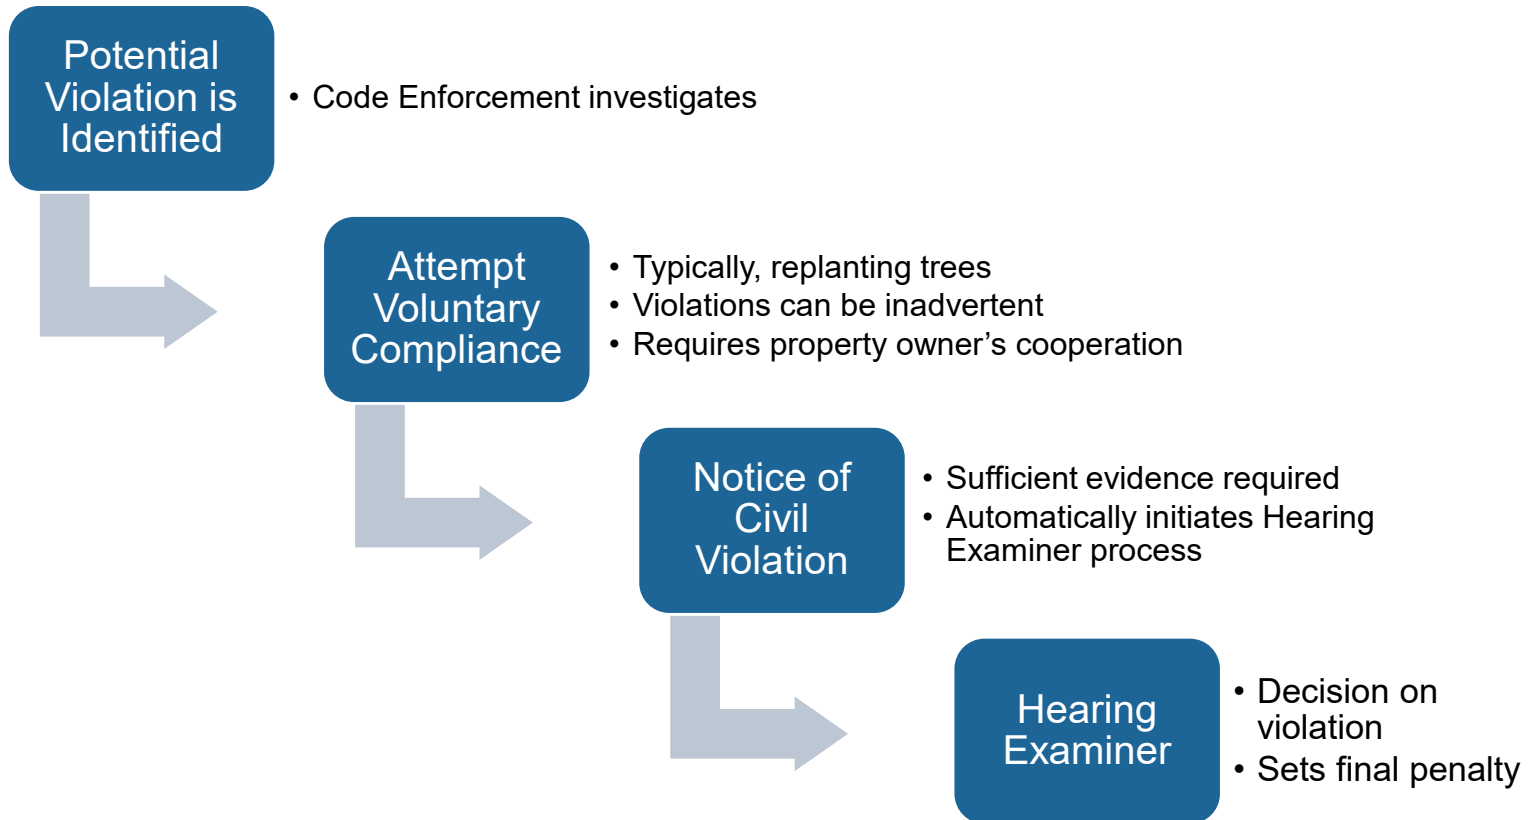 Potential
Violation is
Identified
• Code Enforcement investigates
Attempt
Voluntary
Compliance
• Typically, replanting trees
• Violations can be inadvertent
• Requires property owner’s cooperation
Notice of
Civil
Violation
• Sufficient evidence required
• Automatically initiates Hearing
Examiner process
Hearing
Examiner
• Decision on
violation
• Sets final penalty